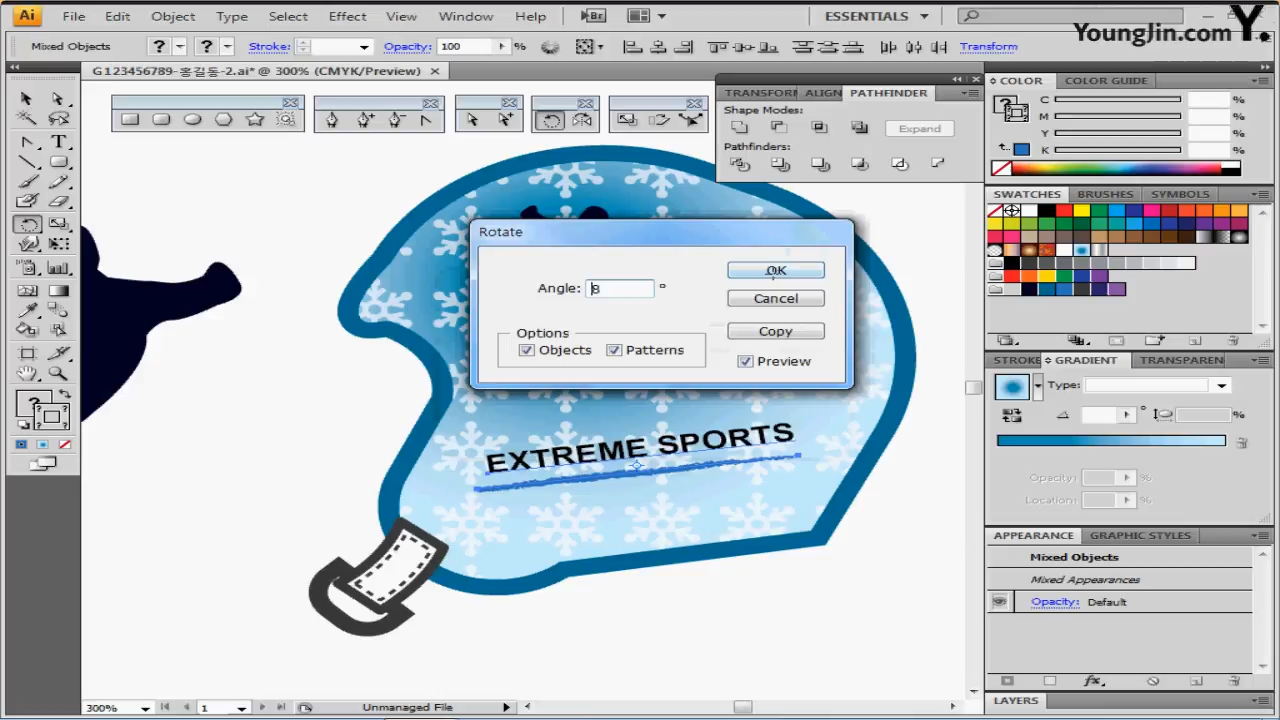 Ai File Edit Object Type Select Effect View Window Help Br ESSENTIALS
YoungJin.com Y.
Mixed Objects ? ? Stroke: Opacity: 100 % Transform
G123456789-홍길동-2.ai* @ 300% (CMYK/Preview)
TRANSFORM ALIGN PATHFINDER
Shape Modes:
Expand
Pathfinders:
COLOR COLOR GUIDE
?
C %
M %
Y %
K %
SWATCHES BRUSHES SYMBOLS
Rotate
Angle: 8 °
OK
Cancel
Copy
Options
Objects Patterns
Preview
EXTREME SPORTS
STROKE GRADIENT TRANSPAREN
Type:
° %
Opacity: %
Location: %
APPEARANCE GRAPHIC STYLES
Mixed Objects
Mixed Appearances
Opacity: Default
fx
LAYERS
? ?
300% 1 Unmanaged File